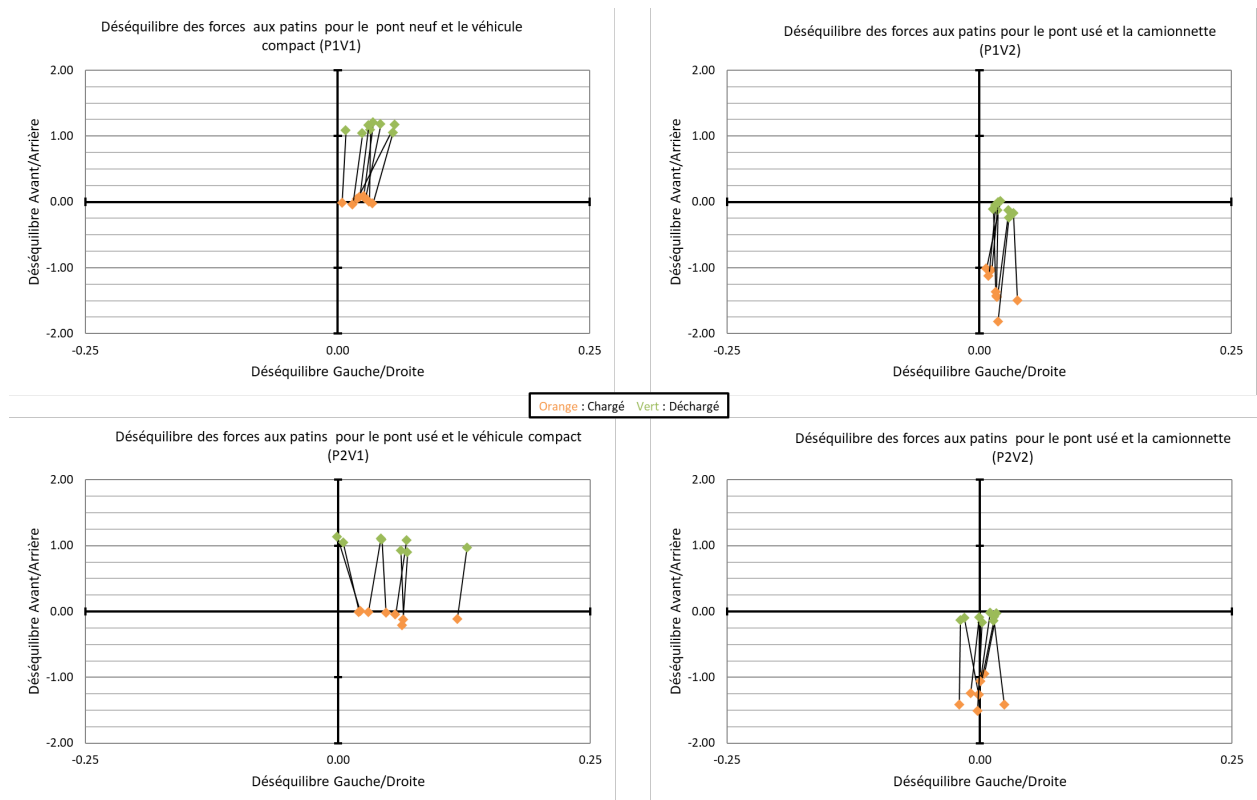 Déséquilibre des forces aux patins pour le pont neuf et le véhicule
compact (P1V1)
2.00
1.00
0.00
-1.00
-2.00
-0.25
0.00
0.25
Déséquilibre Avant/Arrière
Déséquilibre Gauche/Droite
Déséquilibre des forces aux patins pour le pont usé et la camionnette
(P1V2)
2.00
1.00
0.00
-1.00
-2.00
-0.25
0.00
0.25
Déséquilibre Avant/Arrière
Déséquilibre Gauche/Droite
Orange : Chargé Vert : Déchargé
Déséquilibre des forces aux patins pour le pont usé et le véhicule compact
(P2V1)
2.00
1.00
0.00
-1.00
-2.00
-0.25
0.00
0.25
Déséquilibre Avant/Arrière
Déséquilibre Gauche/Droite
Déséquilibre des forces aux patins pour le pont usé et la camionnette
(P2V2)
2.00
1.00
0.00
-1.00
-2.00
-0.25
0.00
0.25
Déséquilibre Avant/Arrière
Déséquilibre Gauche/Droite